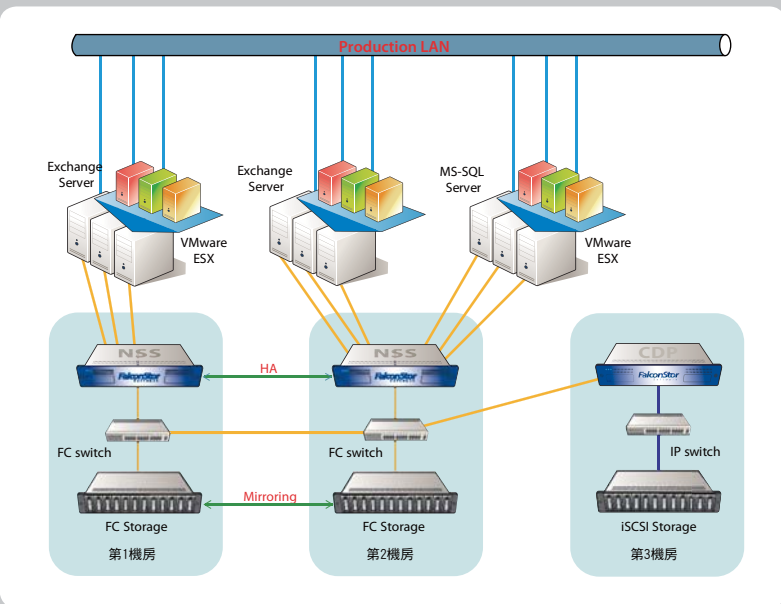 Production LAN
Exchange
Server
VMware
ESX
Exchange
Server
MS-SQL
Server
VMware
ESX
NSS
FalconStor
HA
NSS
FalconStor
CDP
FalconStor
FC switch
FC switch
IP switch
Mirroring
FC Storage
FC Storage
iSCSI Storage
第1機房
第2機房
第3機房